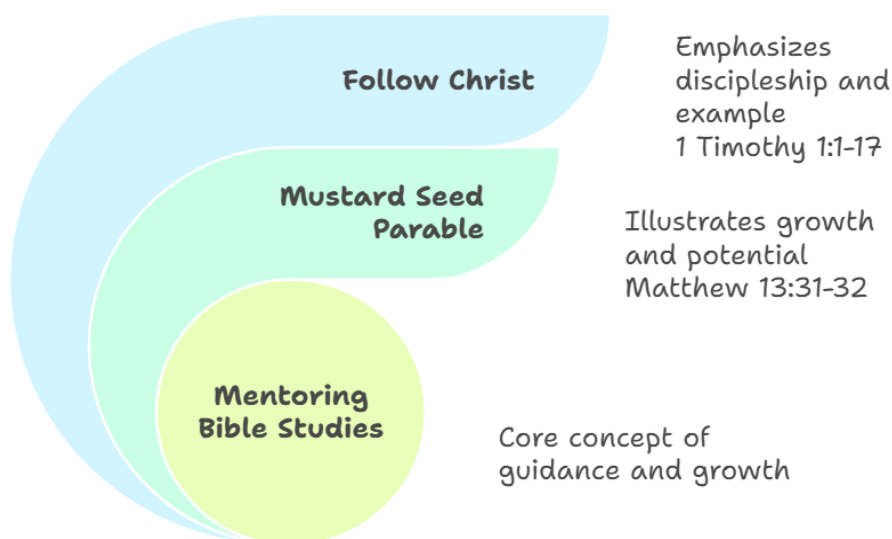 Follow Christ
Emphasizes
discipleship and
example
1 Timothy 1:1-17
Mustard Seed
Parable
Illustrates growth
and potential
Matthew 13:31-32
Mentoring
Bible Studies
Core concept of
guidance and growth